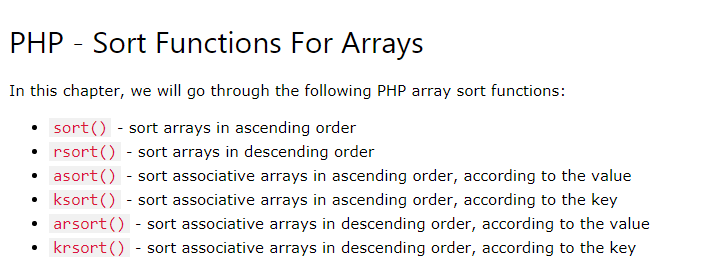 PHP - Sort Functions For Arrays
In this chapter, we will go through the following PHP array sort functions:
• sort() - sort arrays in ascending order
• rsort() - sort arrays in descending order
• asort() - sort associative arrays in ascending order, according to the value
• ksort() - sort associative arrays in ascending order, according to the key
• arsort() - sort associative arrays in descending order, according to the value
• krsort() - sort associative arrays in descending order, according to the key